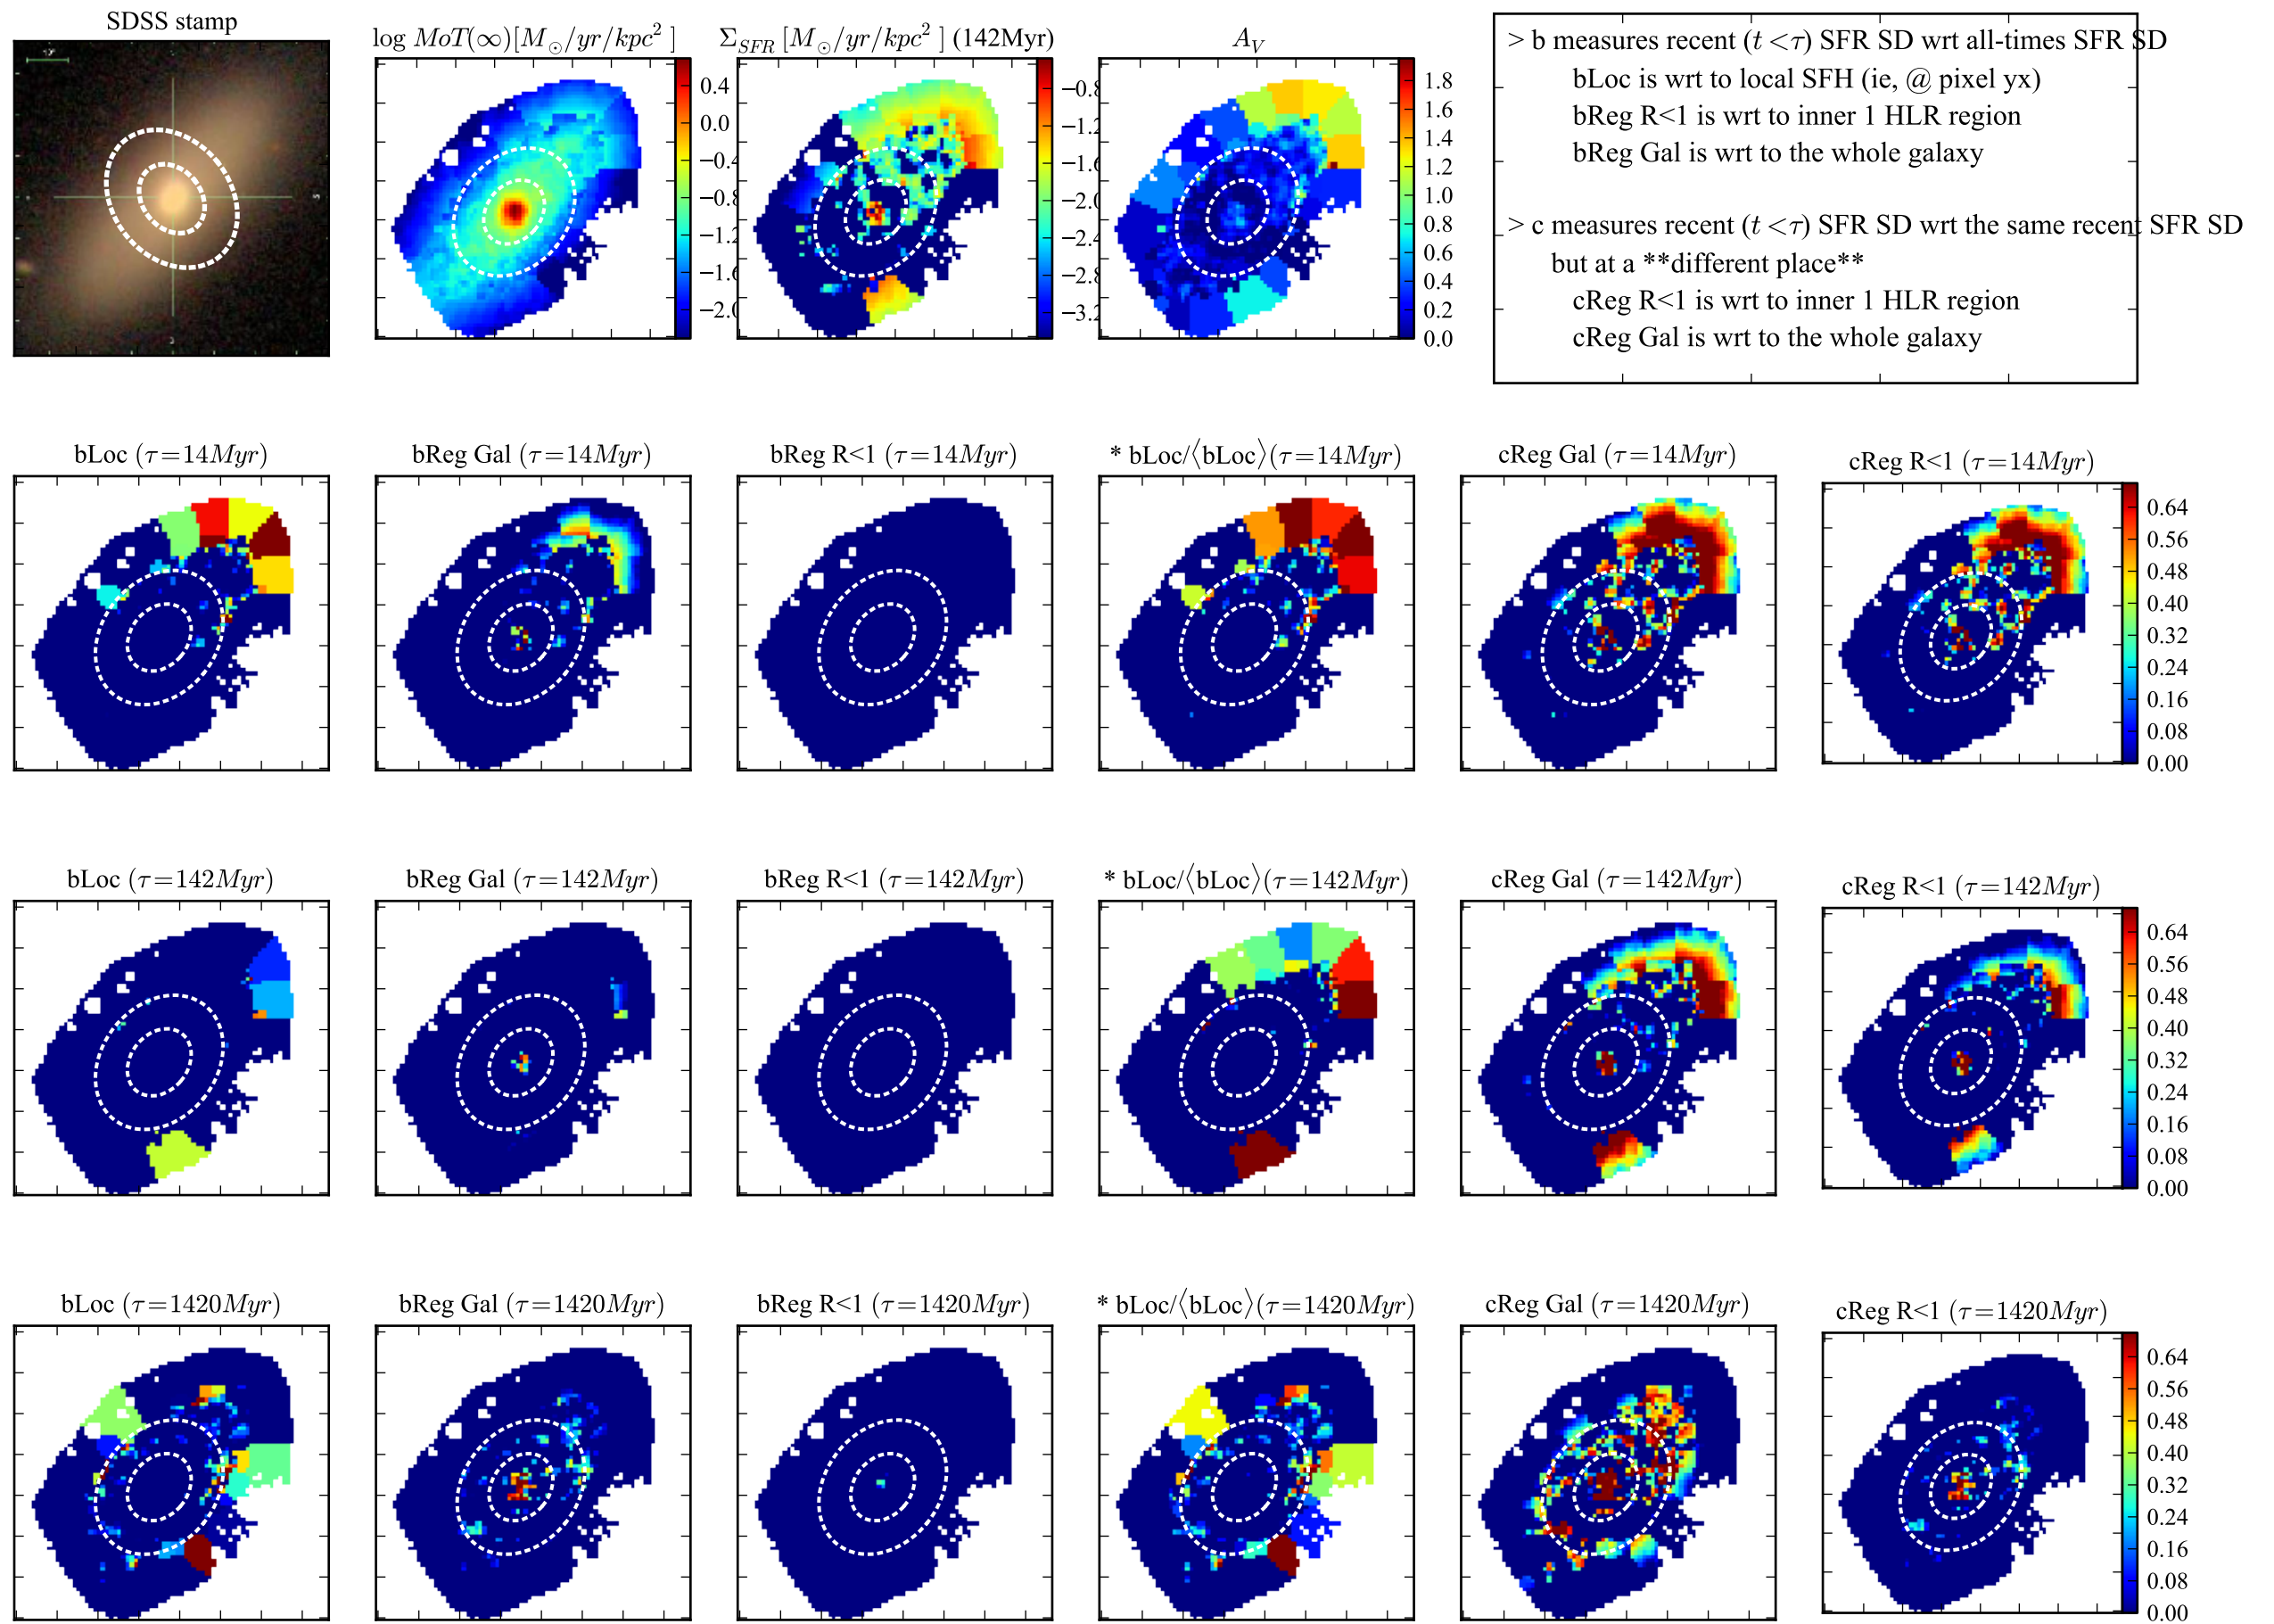 SDSS stamp
log MoT(∞)[M⊙/yr/kpc² ]
Σ_SFR [M⊙/yr/kpc² ] (142Myr)
A_V
0.4
0.0
−0.4
−0.8
−1.2
−1.6
−2.0
−0.8
−1.2
−1.6
−2.0
−2.4
−2.8
−3.2
1.8
1.6
1.4
1.2
1.0
0.8
0.6
0.4
0.2
0.0
> b measures recent (t <τ) SFR SD wrt all-times SFR SD
bLoc is wrt to local SFH (ie, @ pixel yx)
bReg R<1 is wrt to inner 1 HLR region
bReg Gal is wrt to the whole galaxy
> c measures recent (t <τ) SFR SD wrt the same recent SFR SD
but at a **different place**
cReg R<1 is wrt to inner 1 HLR region
cReg Gal is wrt to the whole galaxy
bLoc (τ=14Myr)
bReg Gal (τ=14Myr)
bReg R<1 (τ=14Myr)
* bLoc/⟨bLoc⟩(τ=14Myr)
cReg Gal (τ=14Myr)
cReg R<1 (τ=14Myr)
0.64
0.56
0.48
0.40
0.32
0.24
0.16
0.08
0.00
bLoc (τ=142Myr)
bReg Gal (τ=142Myr)
bReg R<1 (τ=142Myr)
* bLoc/⟨bLoc⟩(τ=142Myr)
cReg Gal (τ=142Myr)
cReg R<1 (τ=142Myr)
0.64
0.56
0.48
0.40
0.32
0.24
0.16
0.08
0.00
bLoc (τ=1420Myr)
bReg Gal (τ=1420Myr)
bReg R<1 (τ=1420Myr)
* bLoc/⟨bLoc⟩(τ=1420Myr)
cReg Gal (τ=1420Myr)
cReg R<1 (τ=1420Myr)
0.64
0.56
0.48
0.40
0.32
0.24
0.16
0.08
0.00